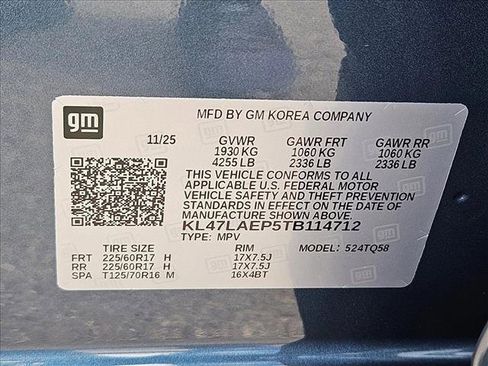 gm
MFD BY GM KOREA COMPANY
11/25 GVWR GAWR FRT GAWR RR
1930 KG 1060 KG 1060 KG
4255 LB 2336 LB 2336 LB
THIS VEHICLE CONFORMS TO ALL
APPLICABLE U.S. FEDERAL MOTOR
VEHICLE SAFETY AND THEFT PREVENTION
STANDARDS IN EFFECT ON THE DATE OF
MANUFACTURE SHOWN ABOVE.
KL47LAEP5TB114712
TYPE: MPV MODEL: 524TQ58
TIRE SIZE RIM
FRT 225/60R17 H 17X7.5J
RR 225/60R17 H 17X7.5J
SPA T125/70R16 M 16X4BT